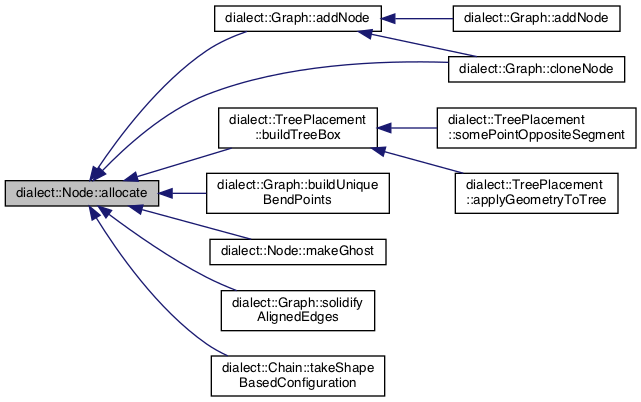 dialect::Graph::addNode
dialect::Graph::addNode
dialect::Graph::cloneNode
dialect::TreePlacement
::buildTreeBox
dialect::TreePlacement
::somePointOppositeSegment
dialect::Node::allocate
dialect::Graph::buildUnique
BendPoints
dialect::TreePlacement
::applyGeometryToTree
dialect::Node::makeGhost
dialect::Graph::solidify
AlignedEdges
dialect::Chain::takeShape
BasedConfiguration